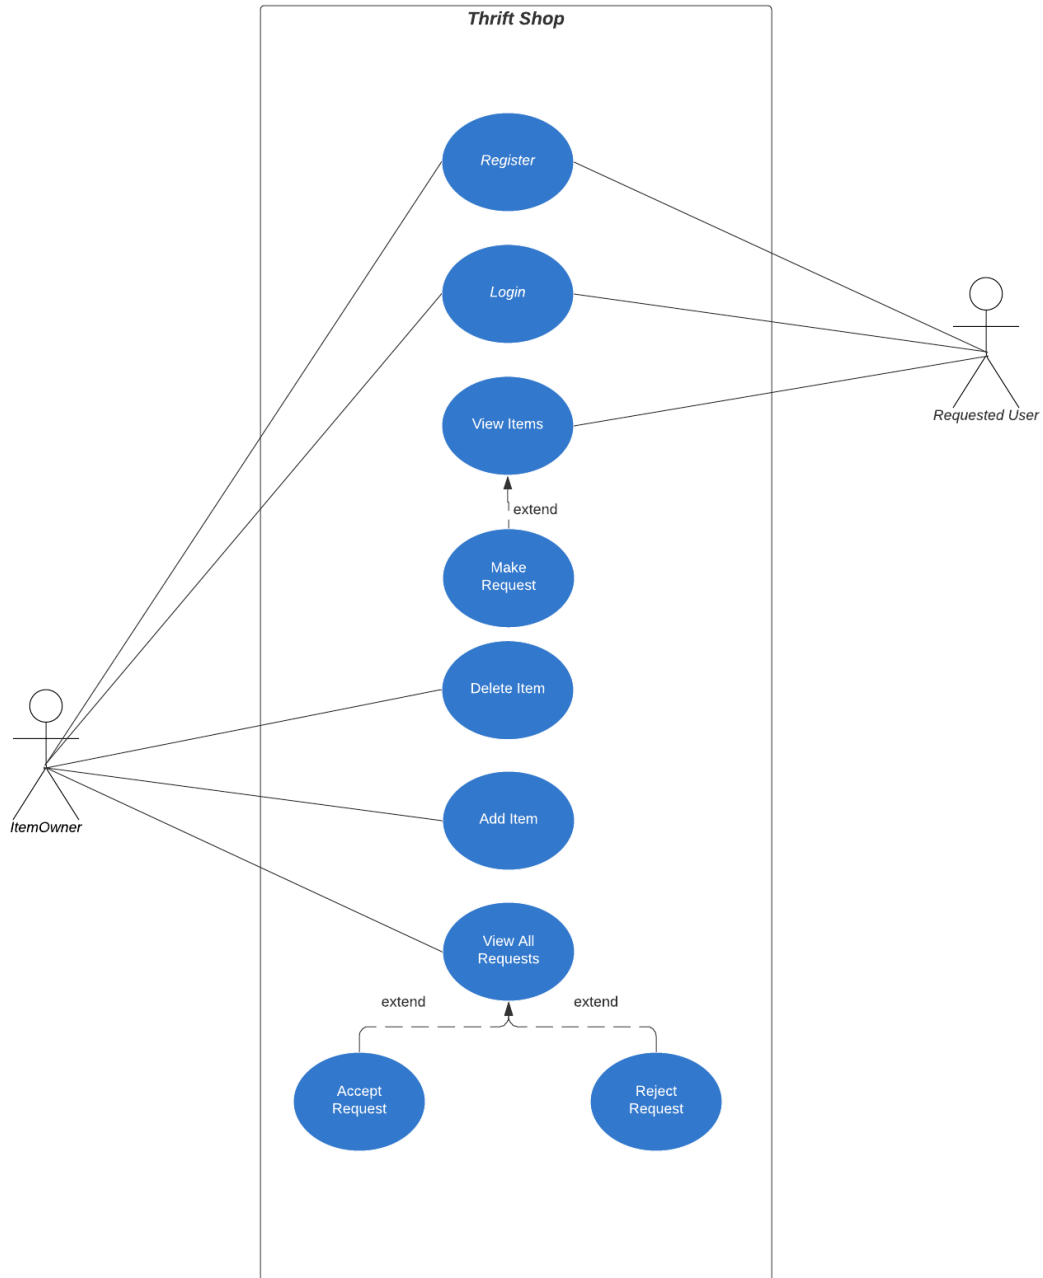 Thrift Shop
Register
Login
View Items
Requested User
extend
Make
Request
Delete Item
Add Item
ItemOwner
View All
Requests
extend
extend
Accept
Request
Reject
Request